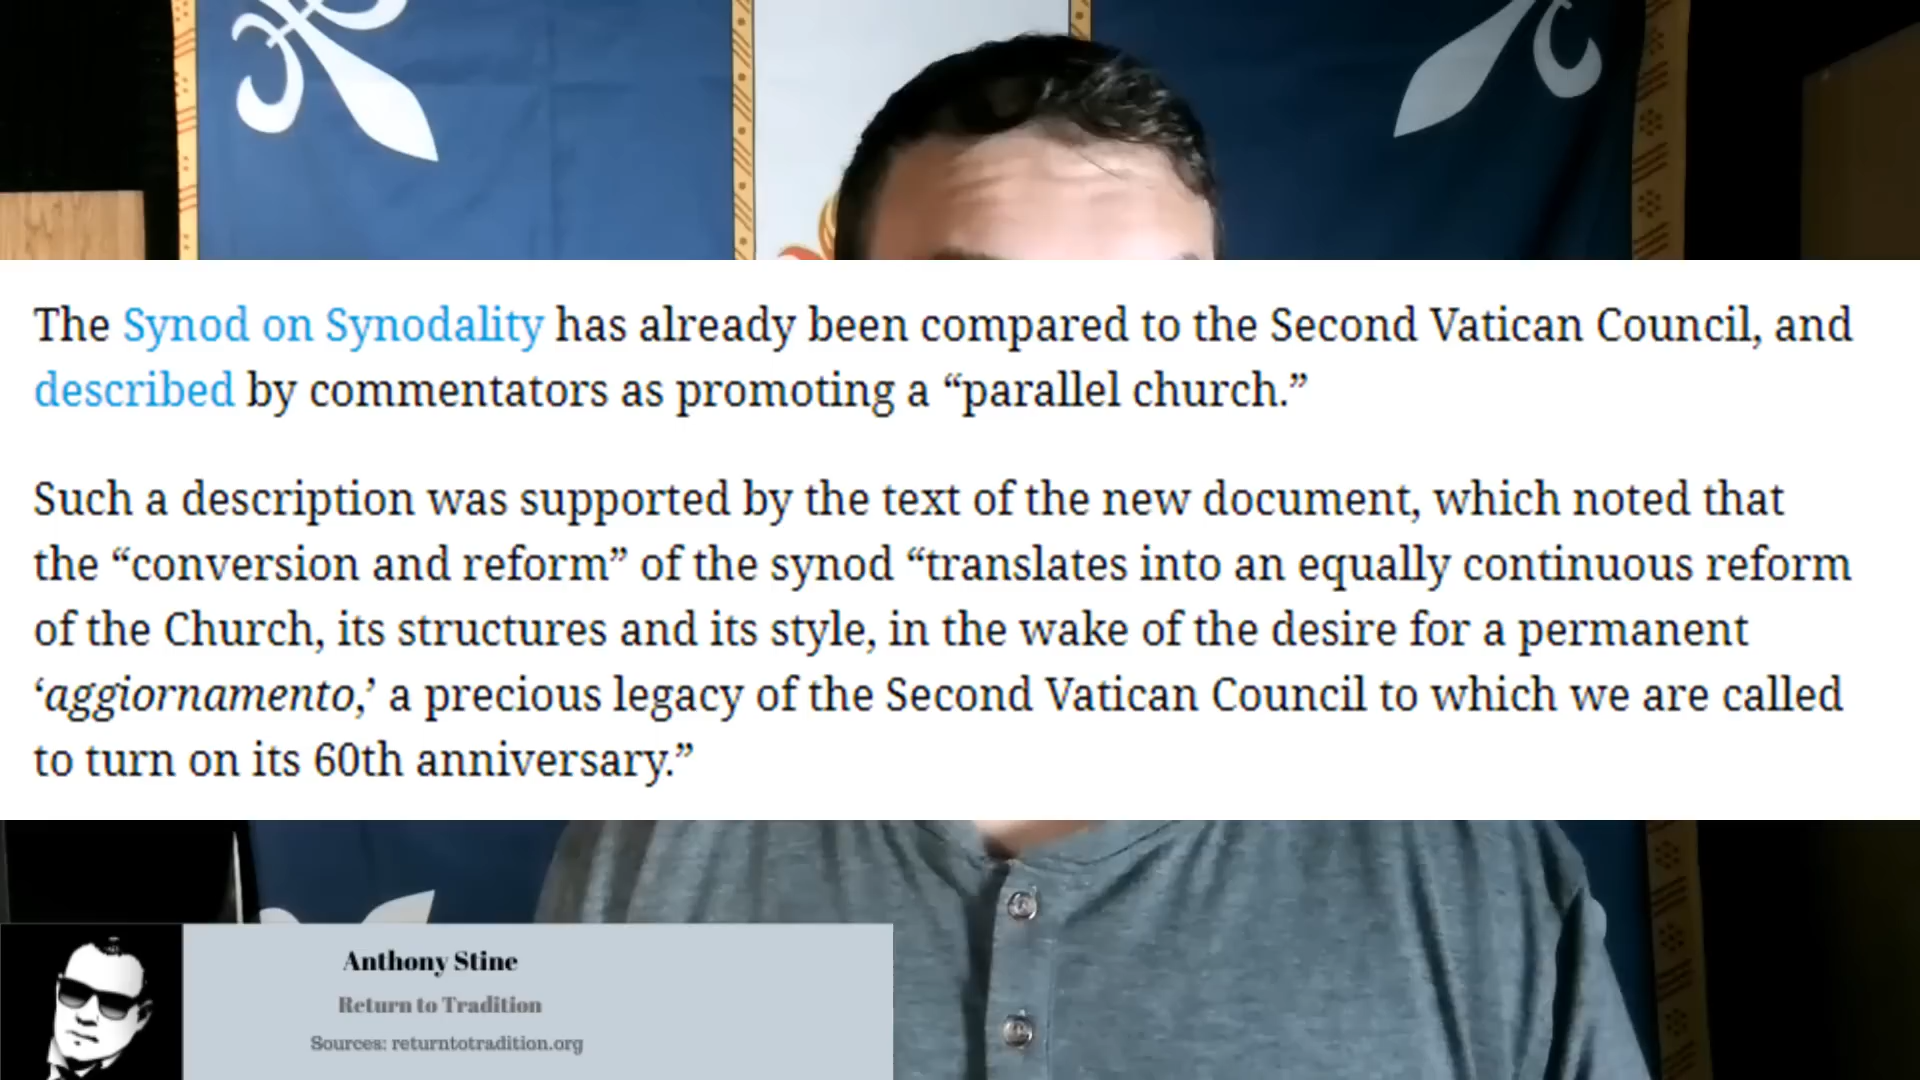 The Synod on Synodality has already been compared to the Second Vatican Council, and
described by commentators as promoting a “parallel church.”
Such a description was supported by the text of the new document, which noted that
the “conversion and reform” of the synod “translates into an equally continuous reform
of the Church, its structures and its style, in the wake of the desire for a permanent
‘aggiornamento,’ a precious legacy of the Second Vatican Council to which we are called
to turn on its 60th anniversary.”
Anthony Stine
Return to Tradition
Sources: returntotradition.org